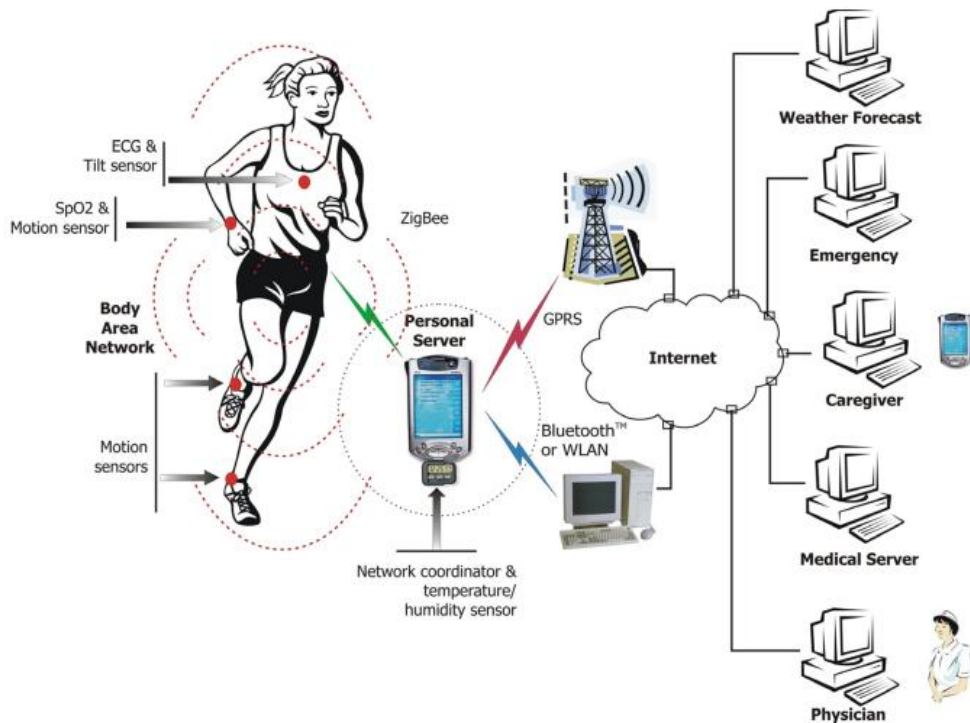 ECG &
Tilt sensor
SpO2 &
Motion sensor
Body
Area
Network
Motion
sensors
ZigBee
Personal
Server
Network coordinator &
temperature/
humidity sensor
GPRS
Bluetooth™
or WLAN
Internet
Weather Forecast
Emergency
Caregiver
Medical Server
Physician